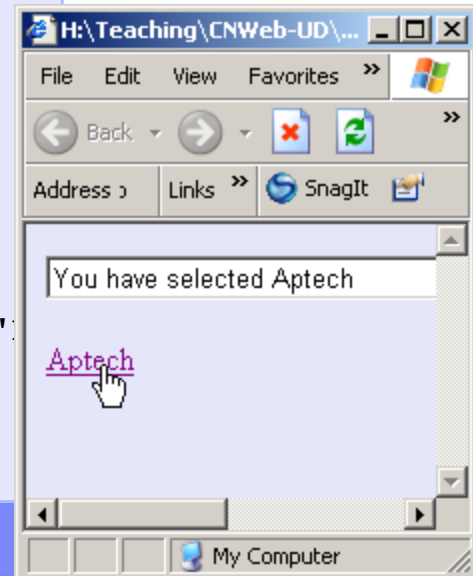 H:\Teaching\CNWeb-UD\...
File Edit View Favorites »
Back »
Address Links » SnagIt
You have selected Aptech
Aptech
My Computer